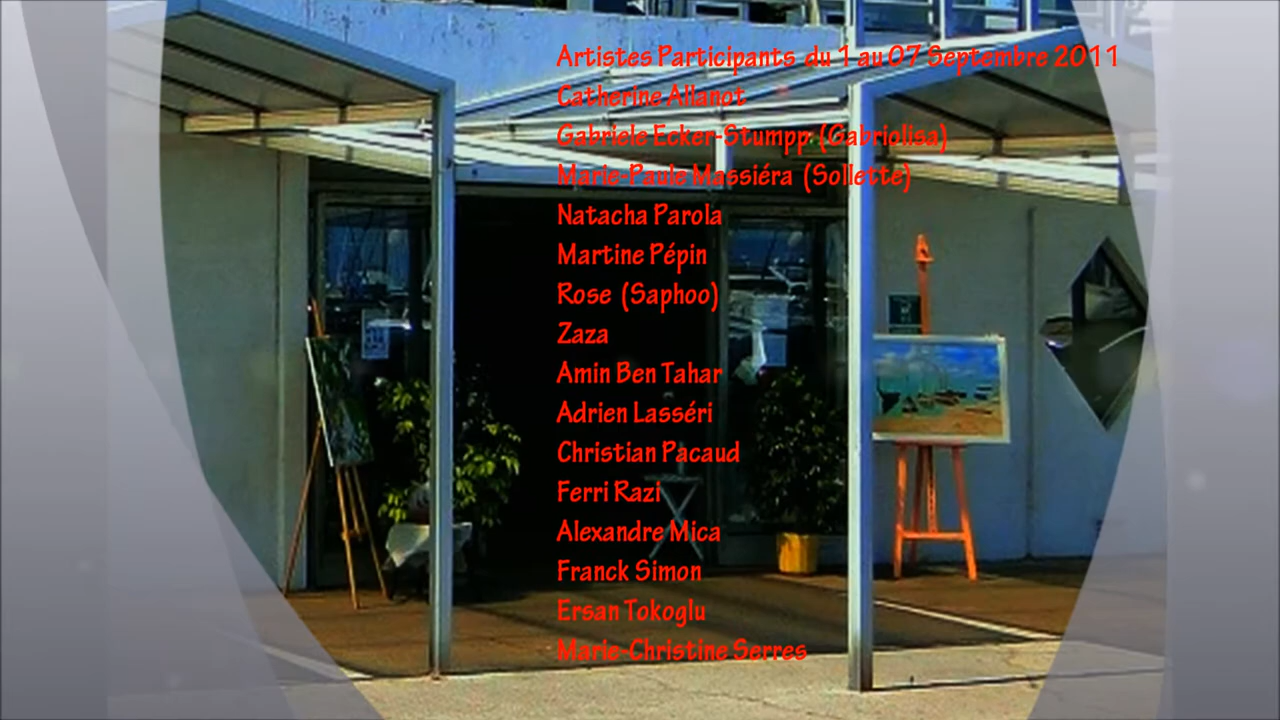 Artistes Participants du 1 au 07 Septembre 2011
Catherine Allanot
Gabriele Ecker-Stumpp (Gabriolisa)
Marie-Paule Massiéra (Sollette)
Natacha Parola
Martine Pépin
Rose (Saphoo)
Zaza
Amin Ben Tahar
Adrien Lasséri
Christian Pacaud
Ferri Razi
Alexandre Mica
Franck Simon
Ersan Tokoglu
Marie-Christine Serres